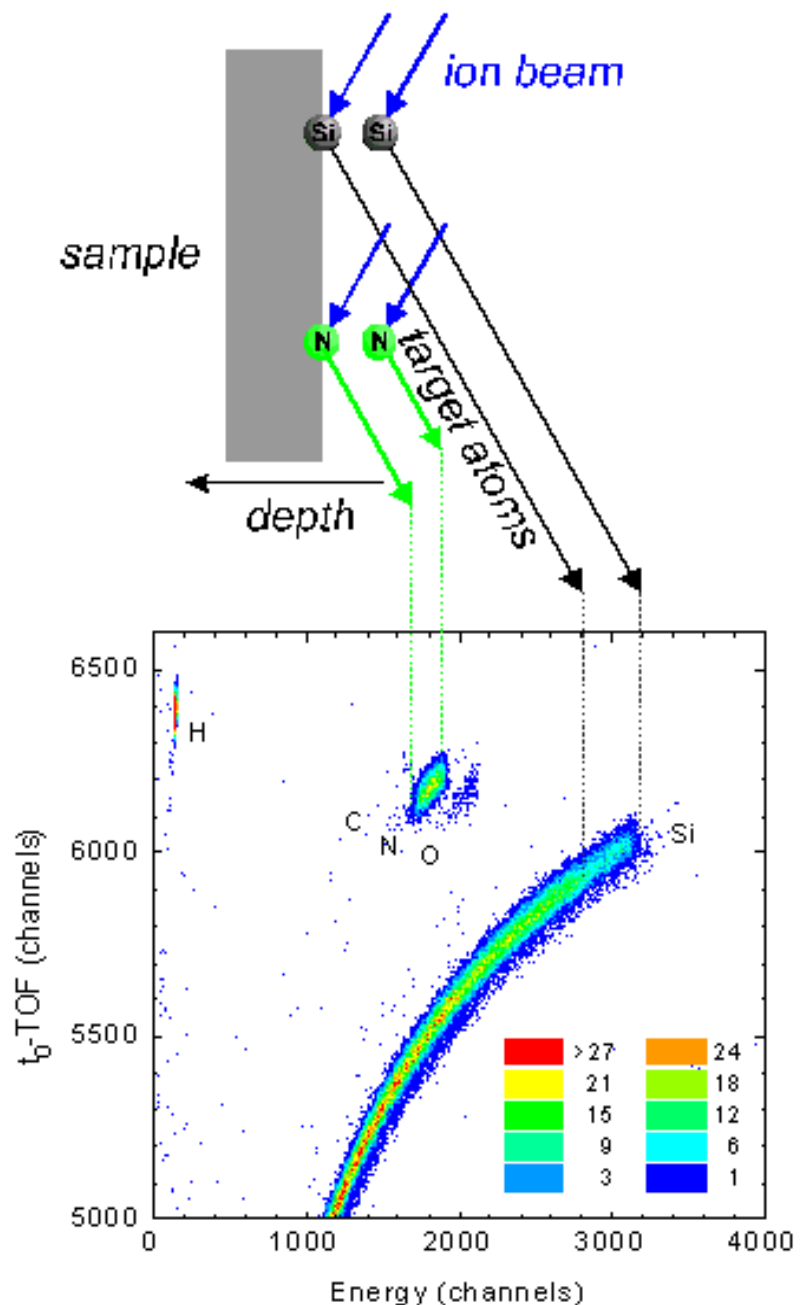 ion beam
Si Si
sample
N N
target atoms
depth
6500
H
C
N
O
6000
Si
t₀-TOF (channels)
5500
>27 24
21 18
15 12
9 6
3 1
5000
0 1000 2000 3000 4000
Energy (channels)